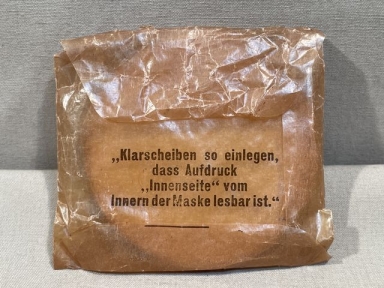 „Klarscheiben so einlegen,
dass Aufdruck
„Innenseite“ vom
Innern der Maske lesbar ist.“